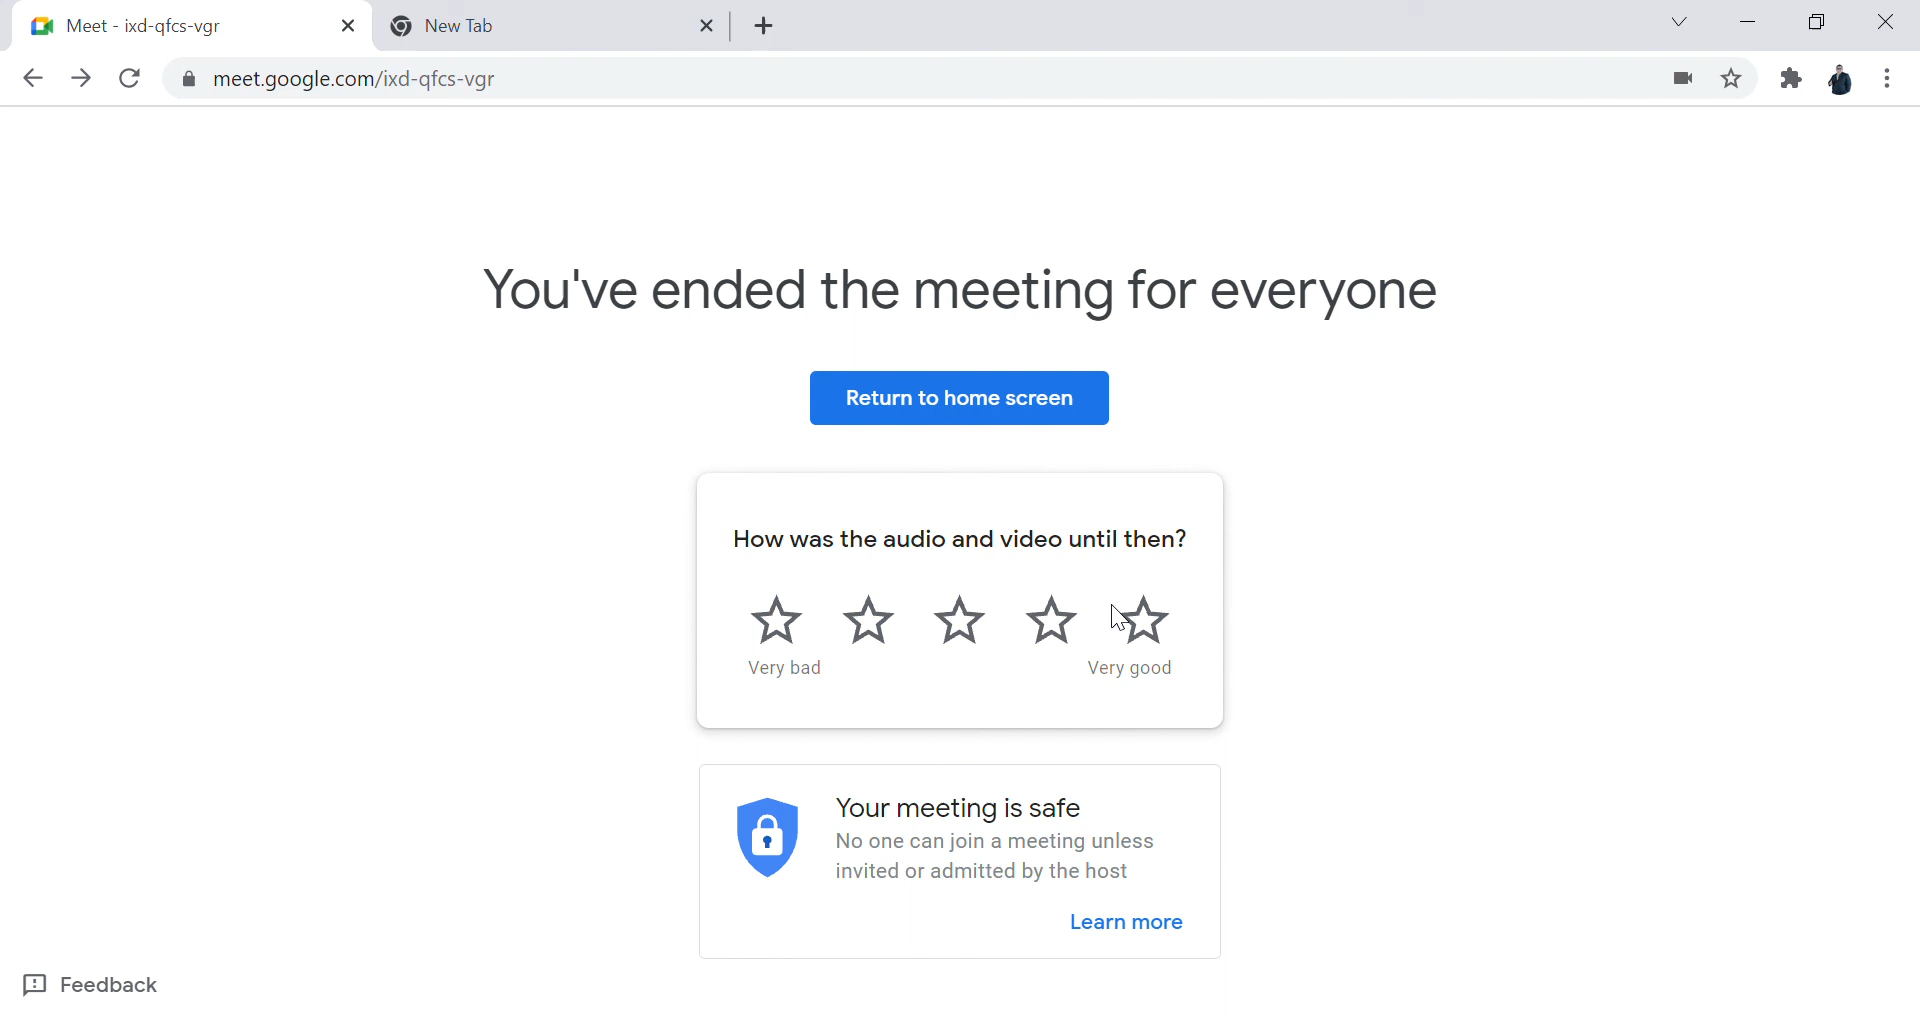 Meet - ixd-qfcs-vgr
New Tab
meet.google.com/ixd-qfcs-vgr
You've ended the meeting for everyone
Return to home screen
How was the audio and video until then?
Very bad
Very good
Your meeting is safe
No one can join a meeting unless
invited or admitted by the host
Learn more
Feedback